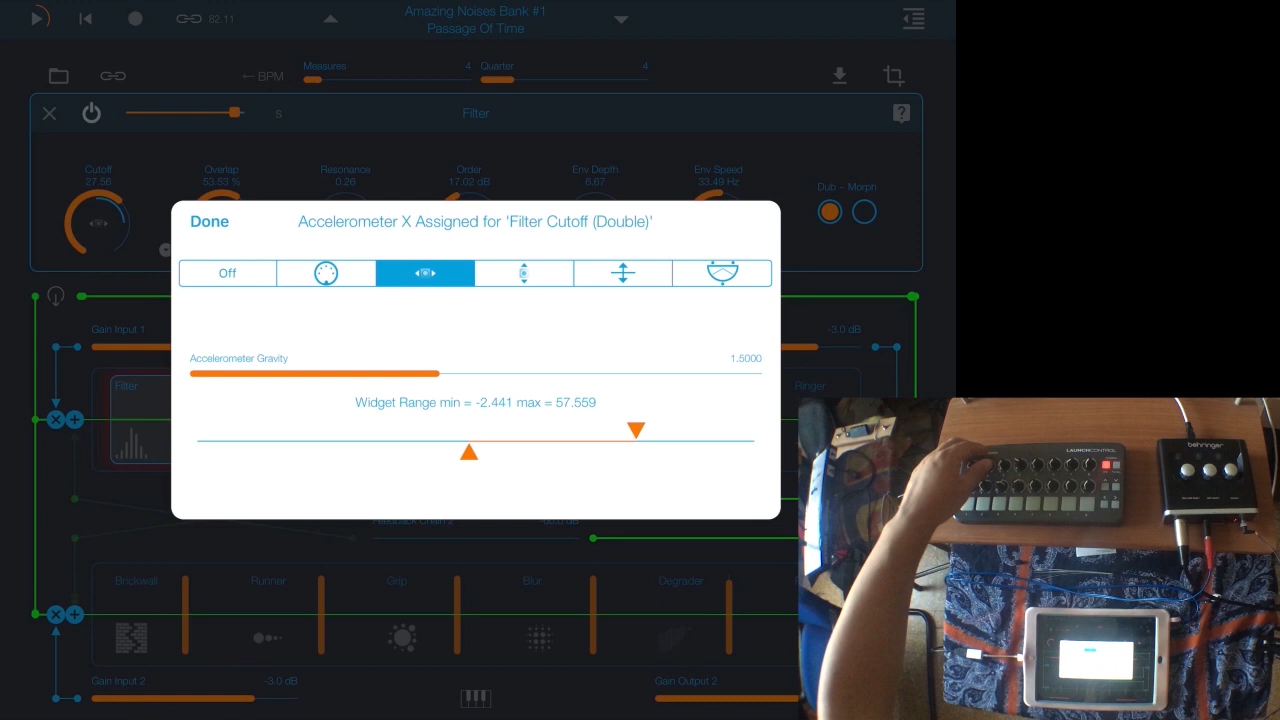 82.11
Amazing Noises Bank #1
Passage Of Time
← BPM
Measures 4
Quarter 4
S
Filter
?
Cutoff
27.56
Overlap
53.53 %
Resonance
0.26
Order
17.02 dB
Env Depth
6.67
Env Speed
33.49 Hz
Dub - Morph
Done
Accelerometer X Assigned for 'Filter Cutoff (Double)'
Off
Accelerometer Gravity 1.5000
Widget Range min = -2.441 max = 57.559
Gain Input 1
-3.0 dB
Filter
Ringer
Feedback Chain 2
Brickwall
Runner
Grip
Blur
Degrader
Gain Input 2 -3.0 dB
Gain Output 2
LAUNCHCONTROL
behringer